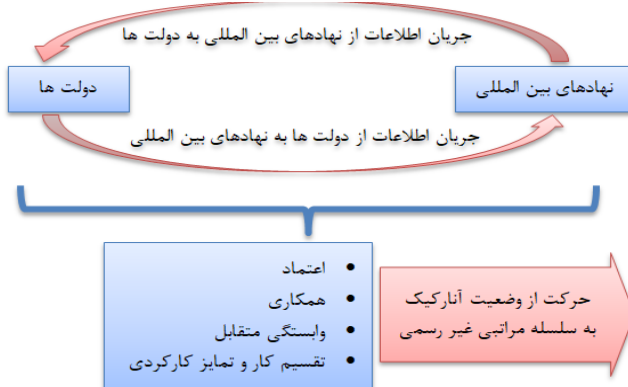 جریان اطلاعات از نهادهای بین المللی به دولت ها
نهادهای بین المللی
دولت ها
جریان اطلاعات از دولت ها به نهادهای بین المللی
• اعتماد
• همکاری
• وابستگی متقابل
• تقسیم کار و تمایز کارکردی
حرکت از وضعیت آنارکیک
به سلسله مراتبی غیر رسمی